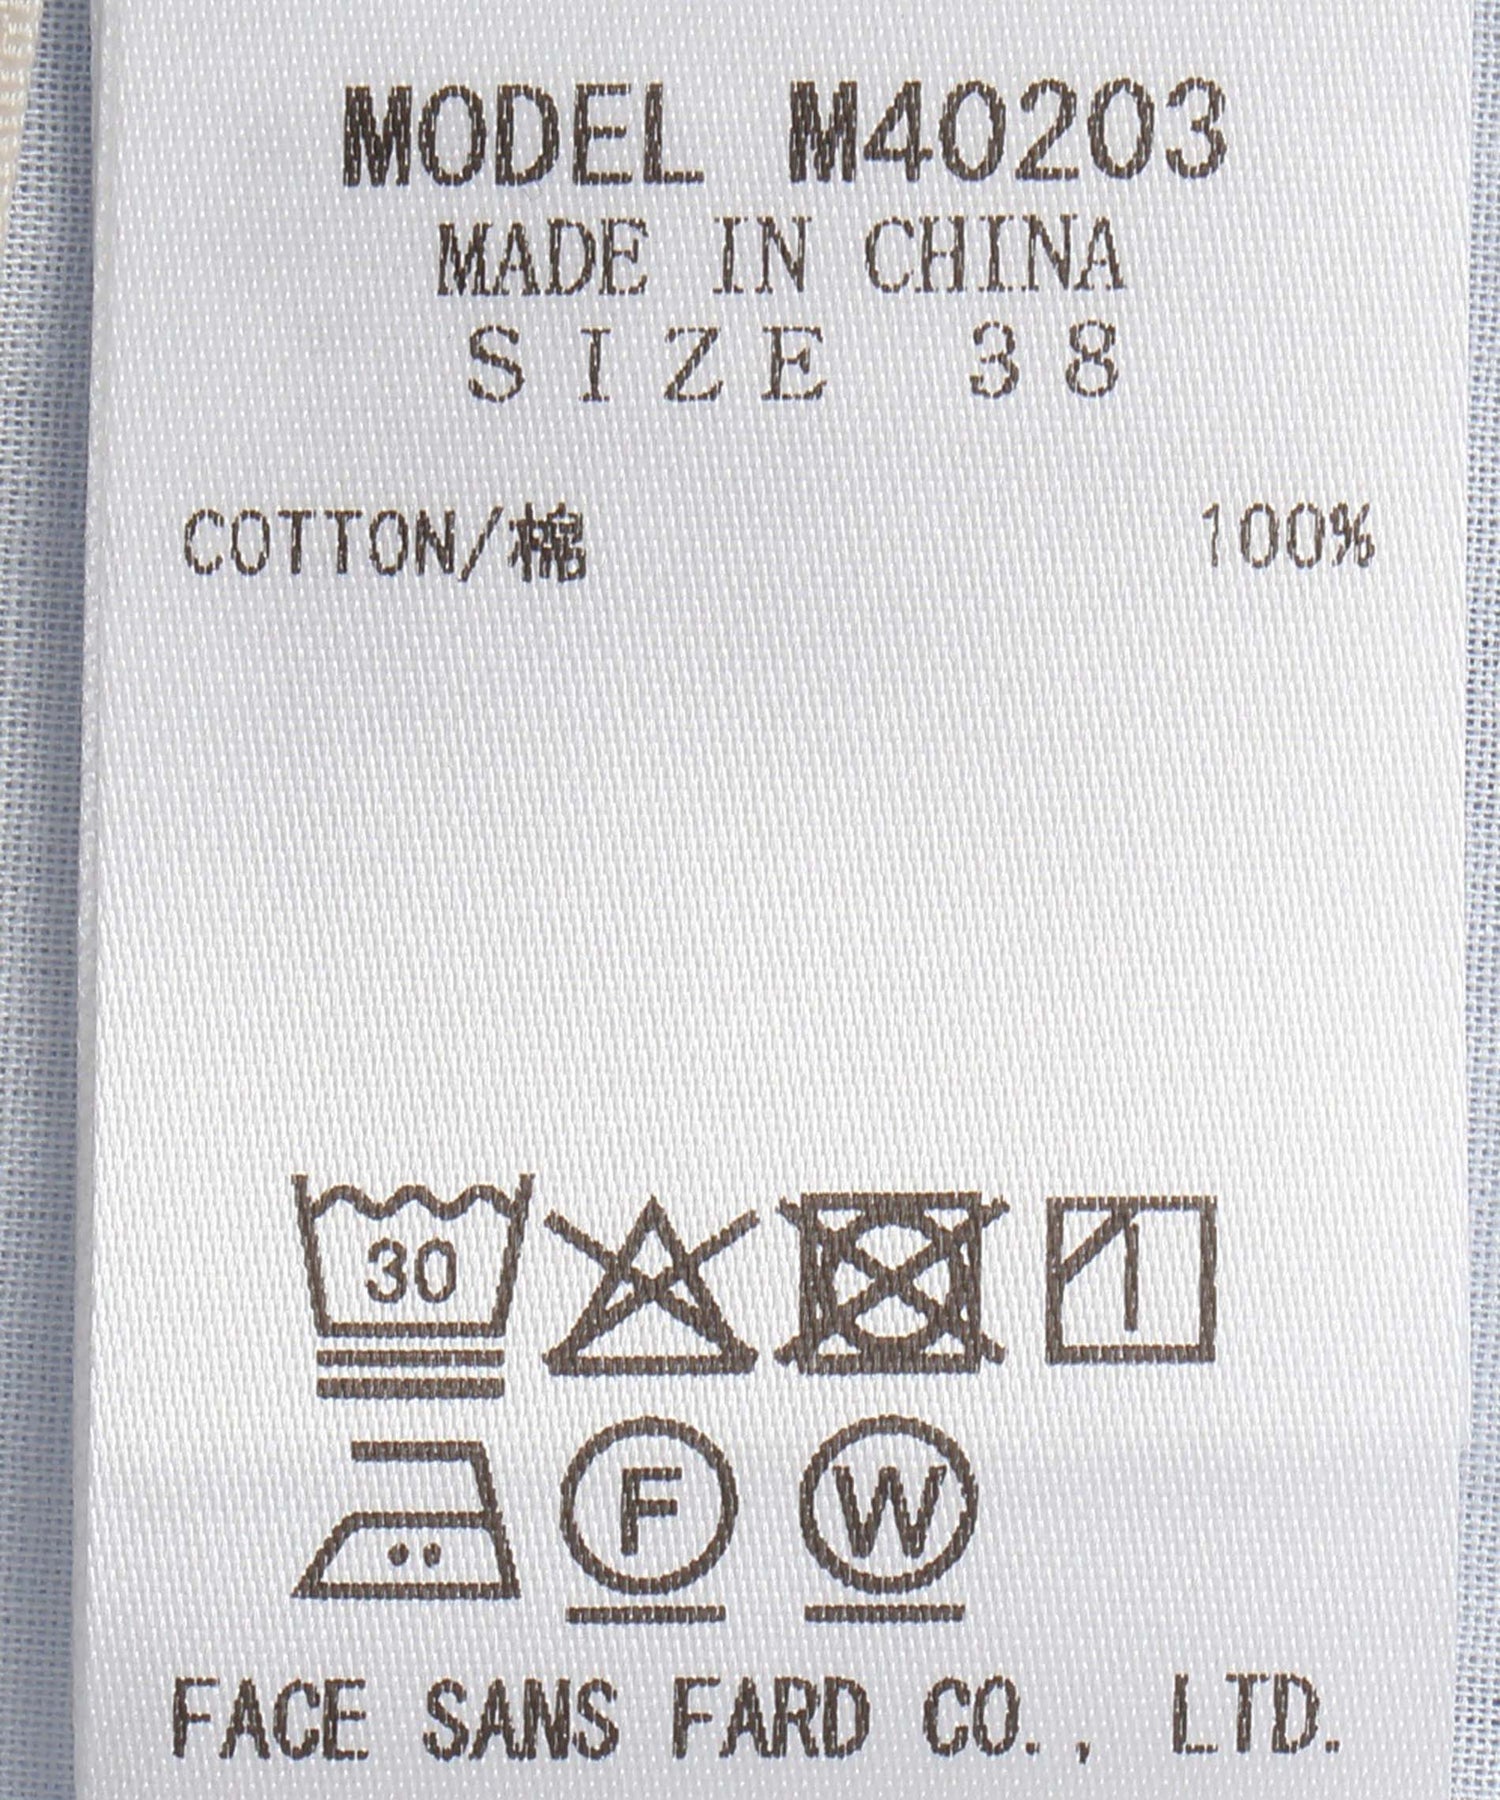 MODEL M40203
MADE IN CHINA
SIZE 38
COTTON/棉 100%
30
F W
FACE SANS FARD CO., LTD.